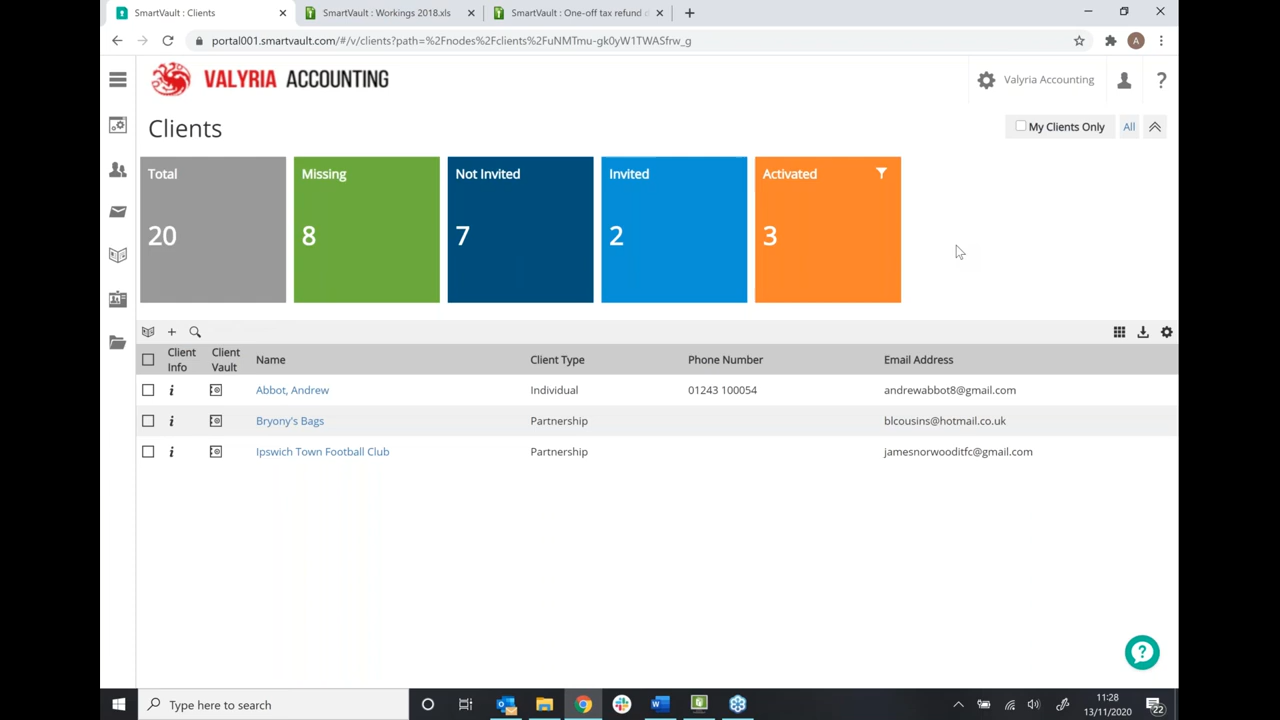 SmartVault : Clients
SmartVault : Workings 2018.xls
SmartVault : One-off tax refund
portal001.smartvault.com/#/v/clients?path=%2Fnodes%2Fclients%2FuNMTmu-gk0yW1TWASfrw_g
A
VALYRIA ACCOUNTING
Valyria Accounting
?
Clients
My Clients Only
All
Total
Missing
Not Invited
Invited
Activated
20
8
7
2
3
Client Info
Client Vault
Name
Client Type
Phone Number
Email Address
i
Abbot, Andrew
Individual
01243 100054
andrewabbot8@gmail.com
i
Bryony's Bags
Partnership
blcousins@hotmail.co.uk
i
Ipswich Town Football Club
Partnership
jamesnorwooditfc@gmail.com
?
Type here to search
11:28
13/11/2020
22